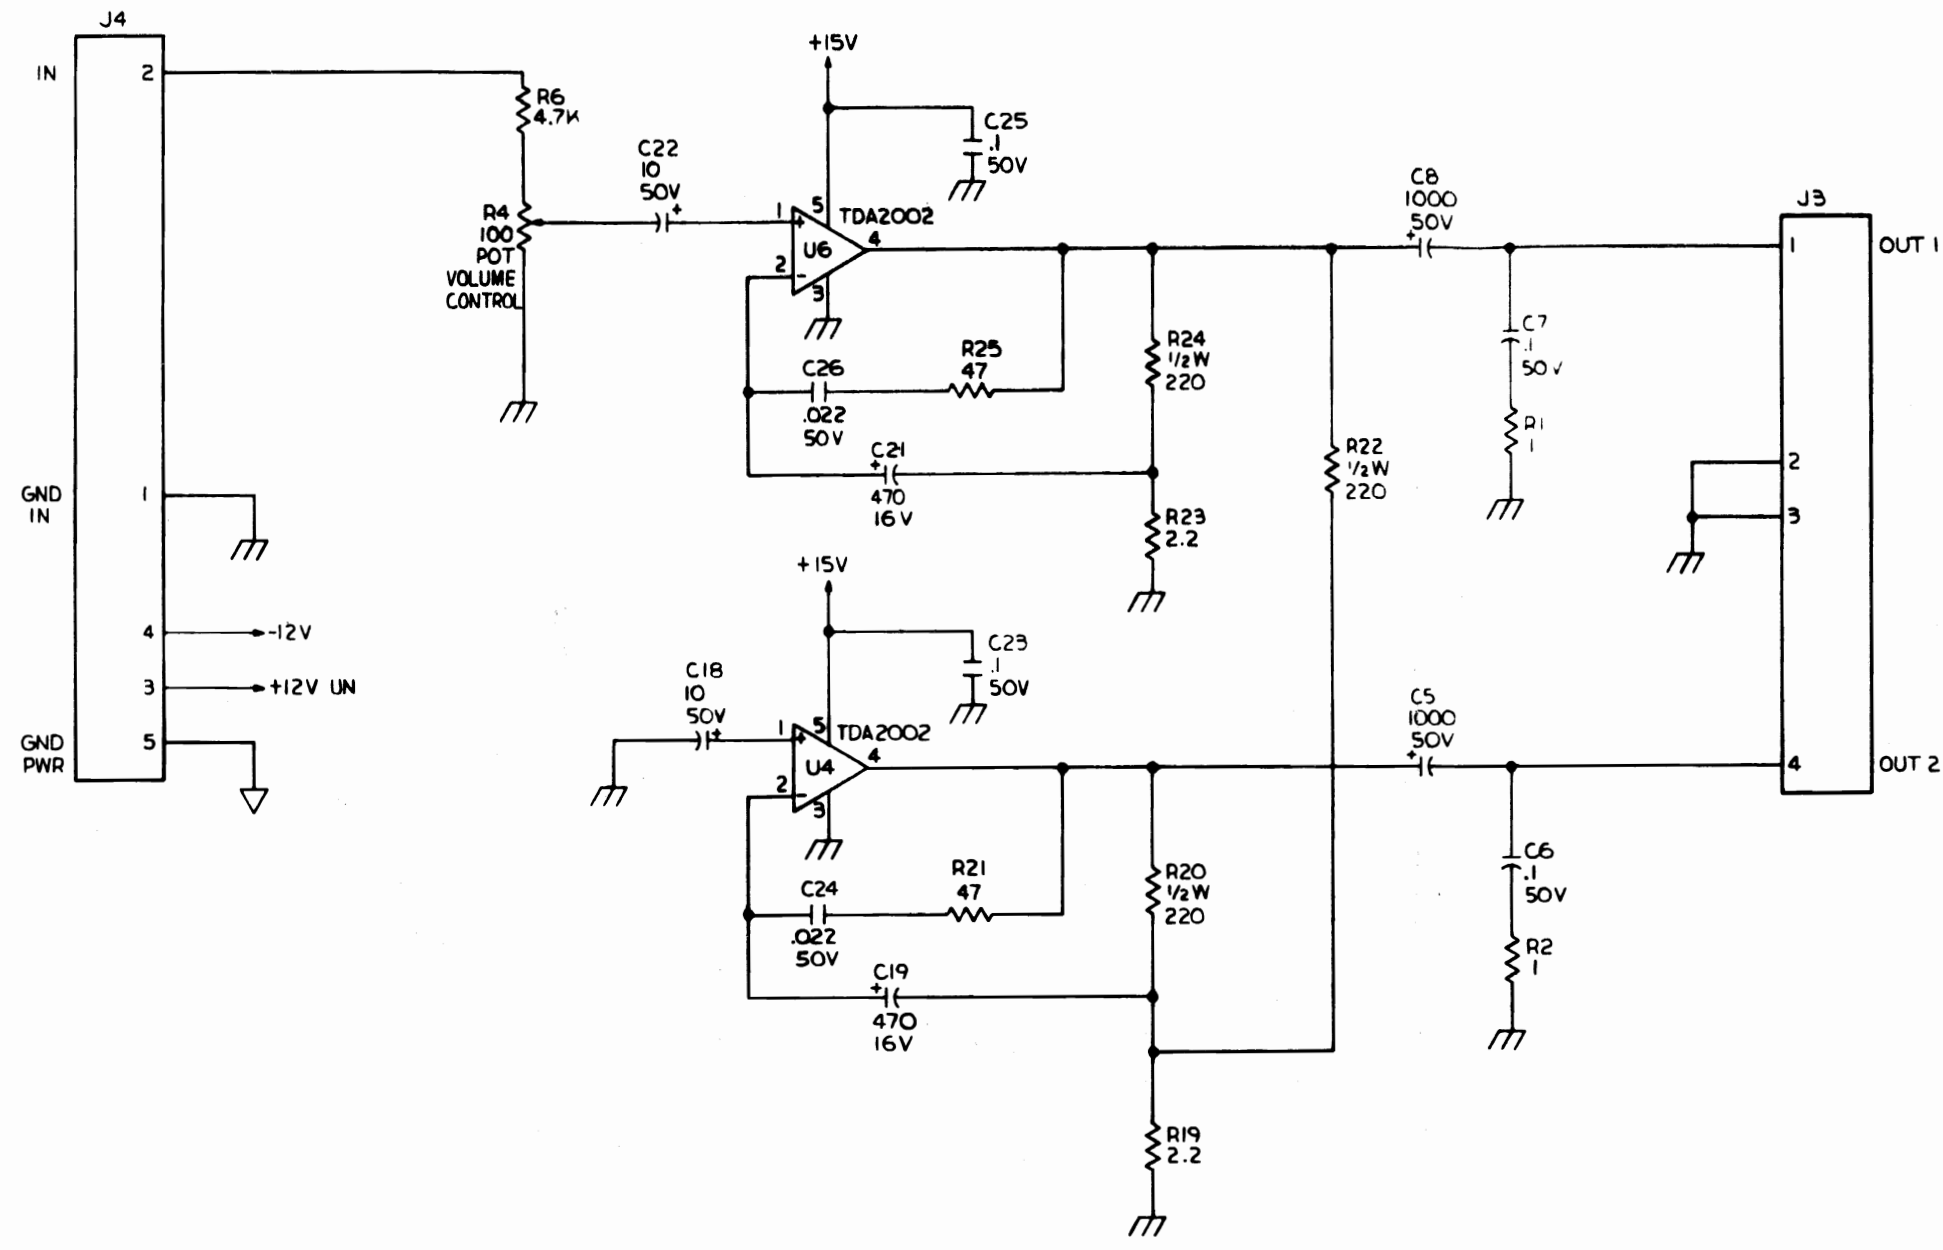 J4
IN
2
R6
4.7K
R4
100
POT
VOLUME
CONTROL
C22
10
50V
+
+15V
C25
.1
50V
1
+
5
TDA2002
U6
4
2
-
3
C26
.022
50V
R25
47
C21
+
470
16V
R24
1/2W
220
R23
2.2
R22
1/2W
220
C8
1000
50V
+
C7
.1
50V
R1
1
J3
1
OUT 1
2
3
4
OUT 2
GND
IN
1
4
-12V
3
+12V UN
GND
PWR
5
+15V
C23
.1
50V
C18
10
50V
+
1
+
5
TDA2002
U4
4
2
-
3
C24
.022
50V
R21
47
C19
+
470
16V
R20
1/2W
220
R19
2.2
C5
1000
50V
+
C6
.1
50V
R2
1